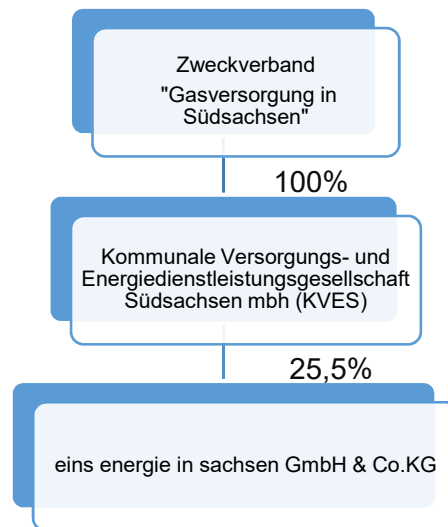 Zweckverband
"Gasversorgung in
Südsachsen"
100%
Kommunale Versorgungs- und
Energiedienstleistungsgesellschaft
Südsachsen mbh (KVES)
25,5%
eins energie in sachsen GmbH & Co.KG